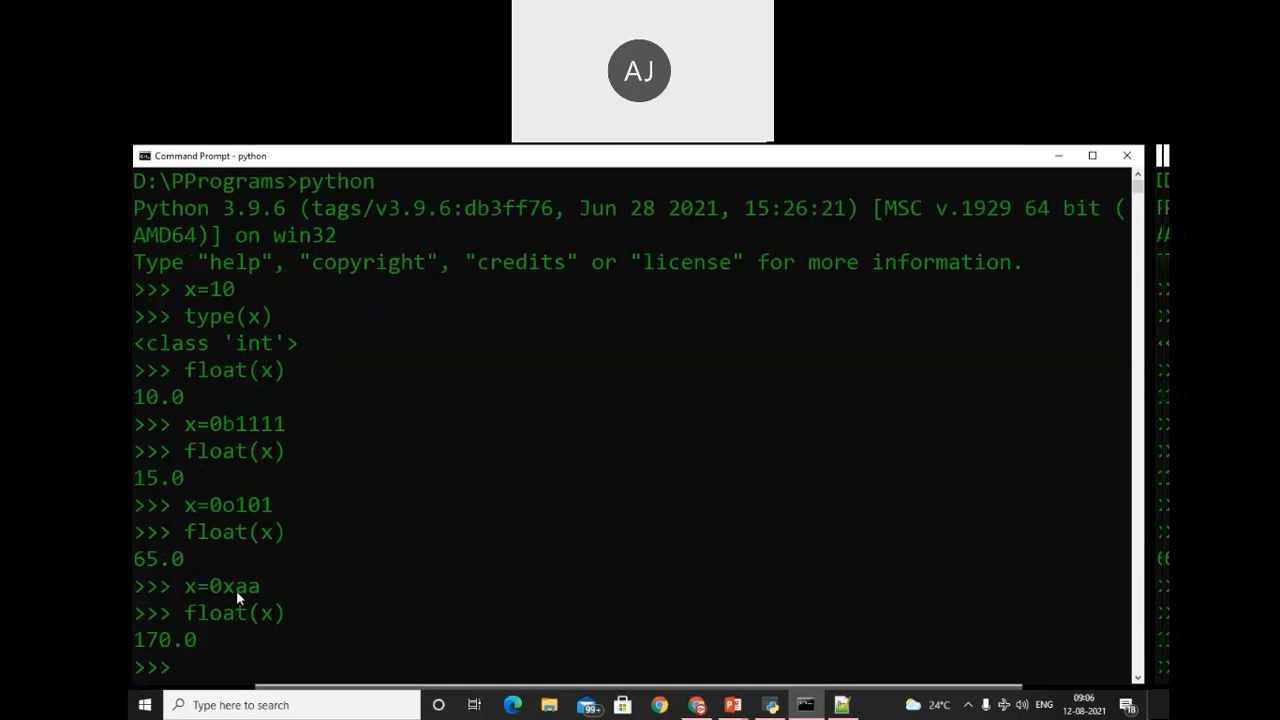 AJ
Command Prompt - python
D:\PPrograms>python
Python 3.9.6 (tags/v3.9.6:db3ff76, Jun 28 2021, 15:26:21) [MSC v.1929 64 bit (
AMD64)] on win32
Type "help", "copyright", "credits" or "license" for more information.
>>> x=10
>>> type(x)
<class 'int'>
>>> float(x)
10.0
>>> x=0b1111
>>> float(x)
15.0
>>> x=0o101
>>> float(x)
65.0
>>> x=0xaa
>>> float(x)
170.0
>>>
Type here to search
99+
24°C
ENG
09:06
12-08-2021
18